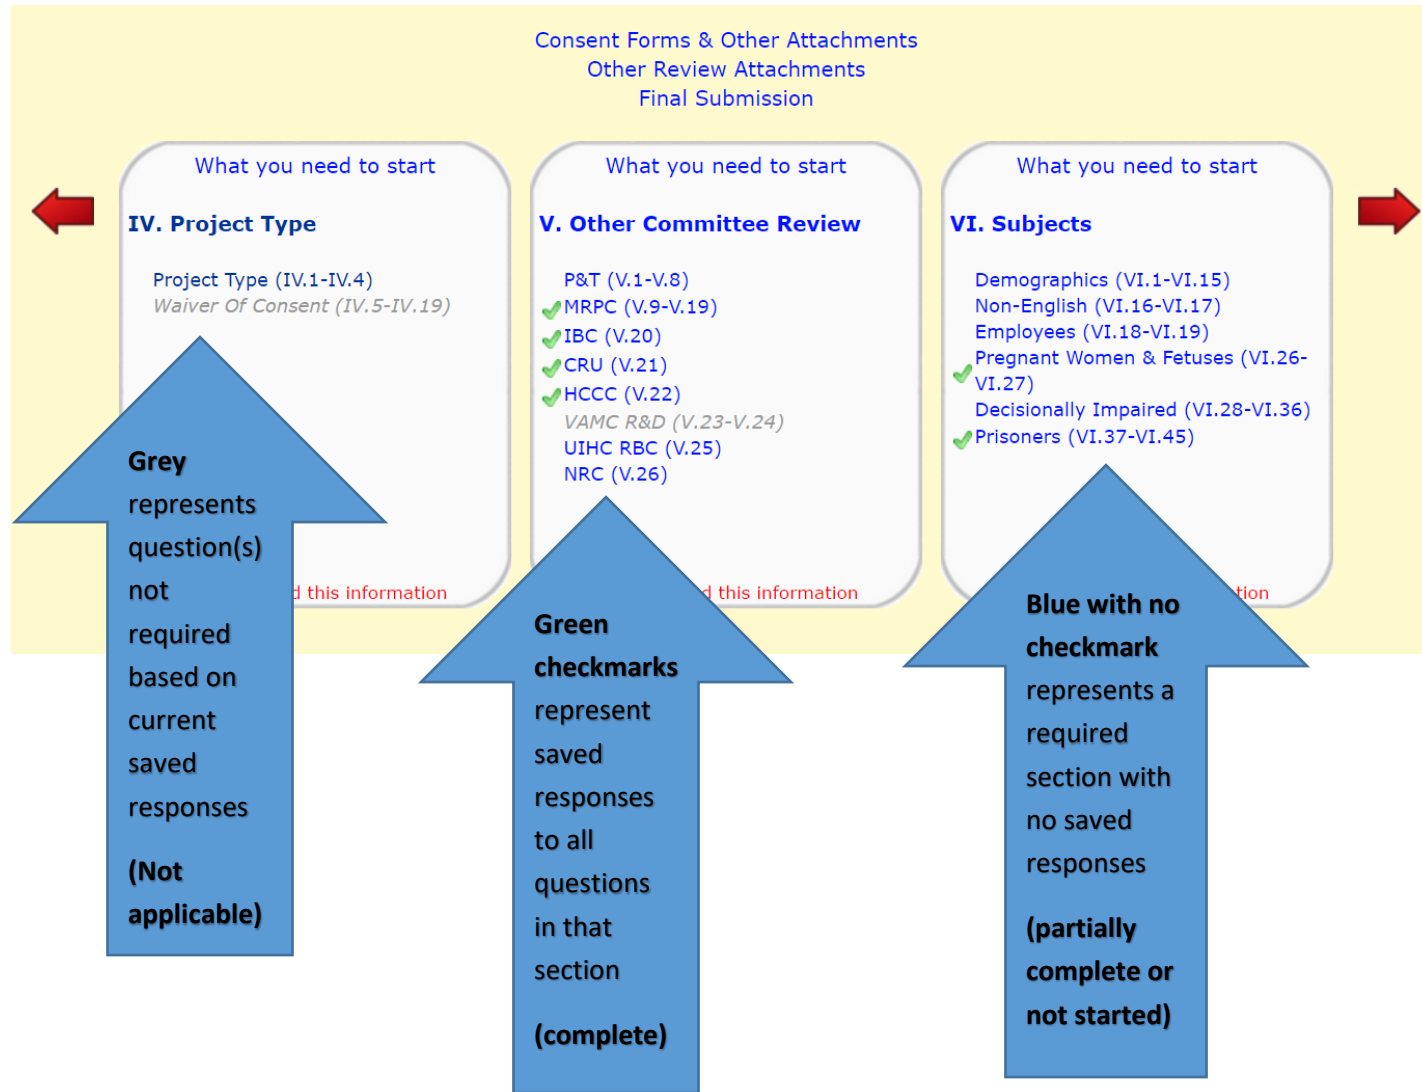 Consent Forms & Other Attachments
Other Review Attachments
Final Submission
What you need to start
IV. Project Type
Project Type (IV.1-IV.4)
Waiver Of Consent (IV.5-IV.19)
d this information
What you need to start
V. Other Committee Review
P&T (V.1-V.8)
MRPC (V.9-V.19)
IBC (V.20)
CRU (V.21)
HCCC (V.22)
VAMC R&D (V.23-V.24)
UIHC RBC (V.25)
NRC (V.26)
d this information
What you need to start
VI. Subjects
Demographics (VI.1-VI.15)
Non-English (VI.16-VI.17)
Employees (VI.18-VI.19)
Pregnant Women & Fetuses (VI.26-
VI.27)
Decisionally Impaired (VI.28-VI.36)
Prisoners (VI.37-VI.45)
tion
Grey
represents
question(s)
not
required
based on
current
saved
responses
(Not
applicable)
Green
checkmarks
represent
saved
responses
to all
questions
in that
section
(complete)
Blue with no
checkmark
represents a
required
section with
no saved
responses
(partially
complete or
not started)